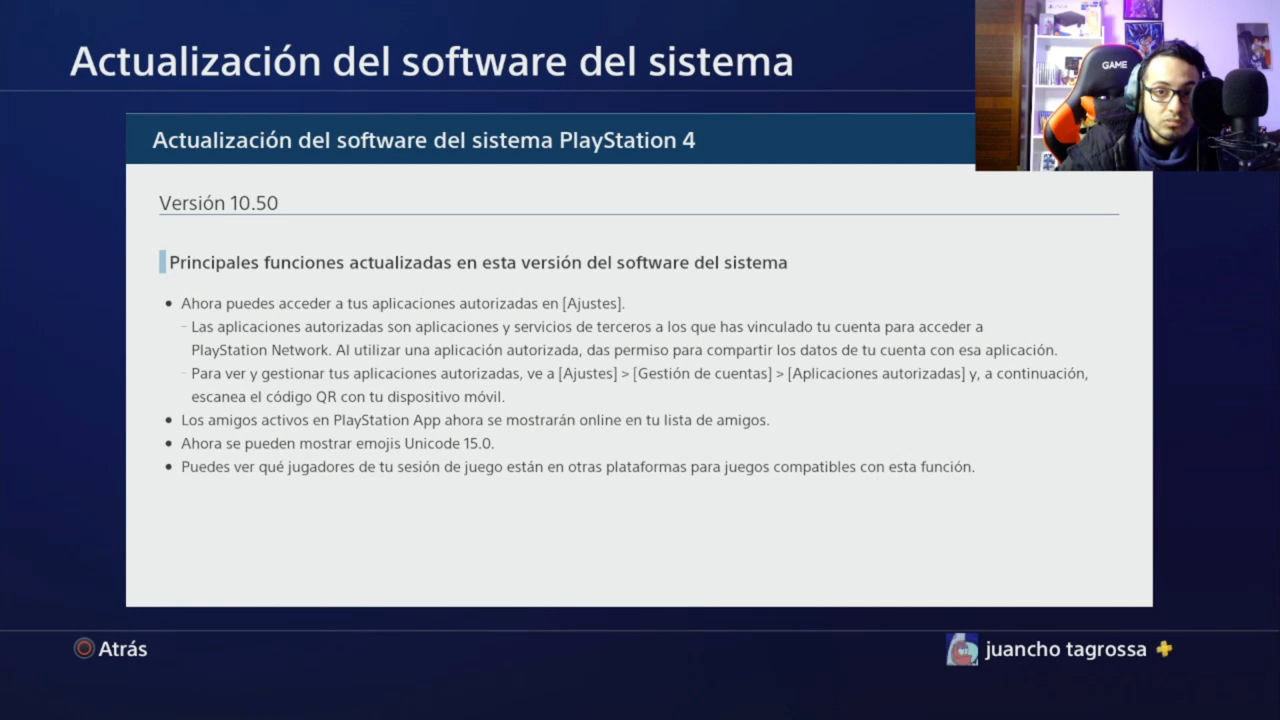 Actualización del software del sistema
GAME
Actualización del software del sistema PlayStation 4
Versión 10.50
Principales funciones actualizadas en esta versión del software del sistema
• Ahora puedes acceder a tus aplicaciones autorizadas en [Ajustes].
- Las aplicaciones autorizadas son aplicaciones y servicios de terceros a los que has vinculado tu cuenta para acceder a
PlayStation Network. Al utilizar una aplicación autorizada, das permiso para compartir los datos de tu cuenta con esa aplicación.
- Para ver y gestionar tus aplicaciones autorizadas, ve a [Ajustes] > [Gestión de cuentas] > [Aplicaciones autorizadas] y, a continuación,
escanea el código QR con tu dispositivo móvil.
• Los amigos activos en PlayStation App ahora se mostrarán online en tu lista de amigos.
• Ahora se pueden mostrar emojis Unicode 15.0.
• Puedes ver qué jugadores de tu sesión de juego están en otras plataformas para juegos compatibles con esta función.
Atrás
juancho tagrossa